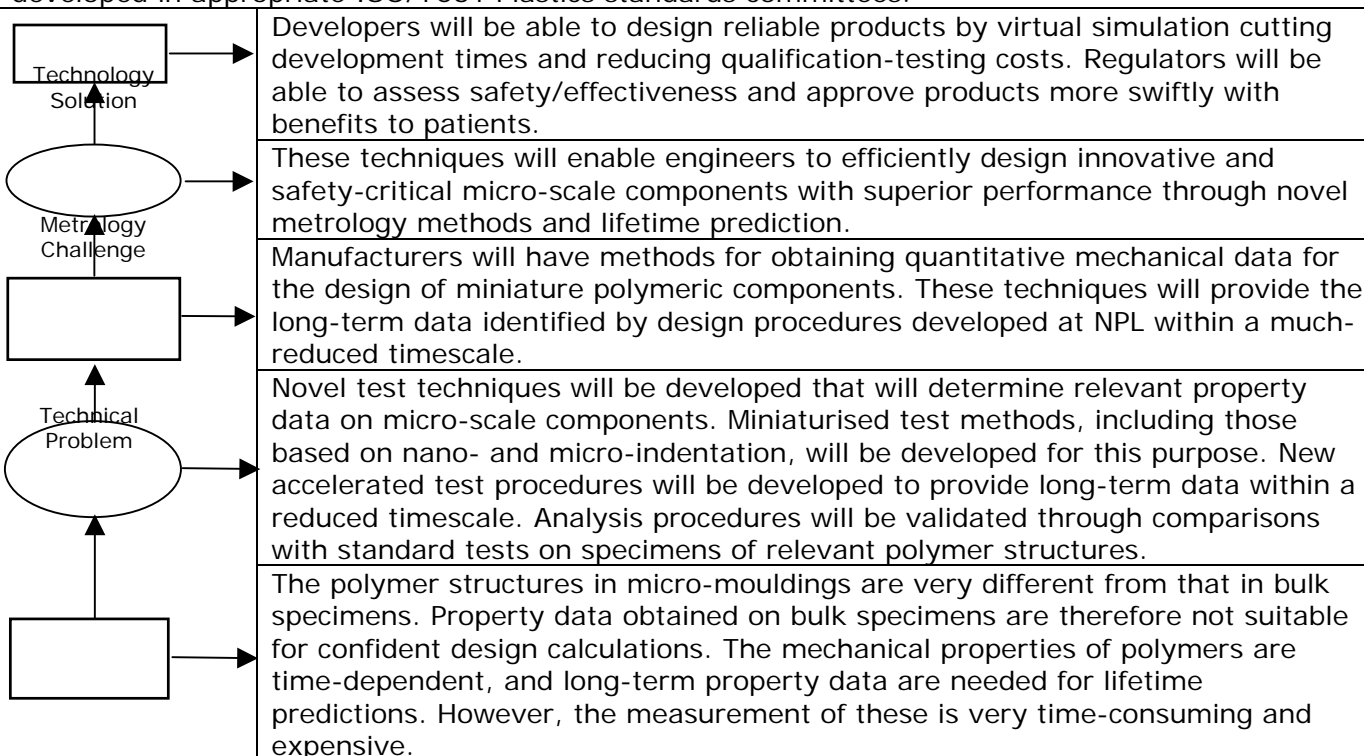 Developers will be able to design reliable products by virtual simulation cutting
development times and reducing qualification-testing costs. Regulators will be
able to assess safety/effectiveness and approve products more swiftly with
benefits to patients.
Technology
Solution
These techniques will enable engineers to efficiently design innovative and
safety-critical micro-scale components with superior performance through novel
metrology methods and lifetime prediction.
Metrology
Challenge
Manufacturers will have methods for obtaining quantitative mechanical data for
the design of miniature polymeric components. These techniques will provide the
long-term data identified by design procedures developed at NPL within a much-
reduced timescale.
Technical
Problem
Novel test techniques will be developed that will determine relevant property
data on micro-scale components. Miniaturised test methods, including those
based on nano- and micro-indentation, will be developed for this purpose. New
accelerated test procedures will be developed to provide long-term data within a
reduced timescale. Analysis procedures will be validated through comparisons
with standard tests on specimens of relevant polymer structures.
The polymer structures in micro-mouldings are very different from that in bulk
specimens. Property data obtained on bulk specimens are therefore not suitable
for confident design calculations. The mechanical properties of polymers are
time-dependent, and long-term property data are needed for lifetime
predictions. However, the measurement of these is very time-consuming and
expensive.